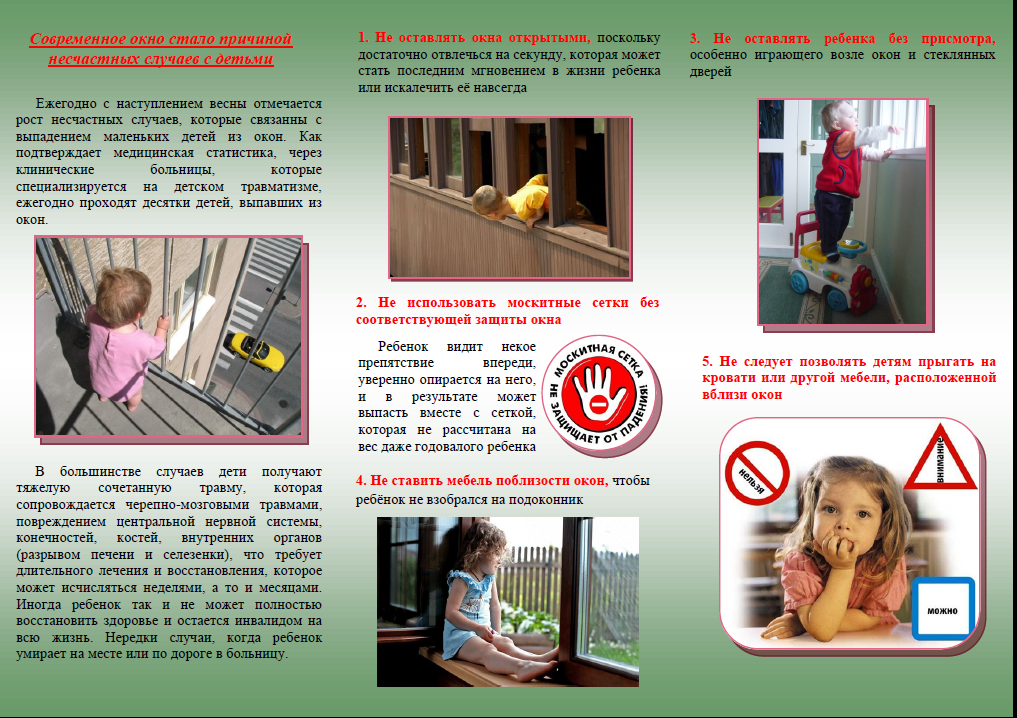 Современное окно стало причиной
несчастных случаев с детьми
Ежегодно с наступлением весны отмечается
рост несчастных случаев, которые связанны с
выпадением маленьких детей из окон. Как
подтверждает медицинская статистика, через
клинические больницы, которые
специализируется на детском травматизме,
ежегодно проходят десятки детей, выпавших из
окон.
В большинстве случаев дети получают
тяжелую сочетанную травму, которая
сопровождается черепно-мозговыми травмами,
повреждением центральной нервной системы,
конечностей, костей, внутренних органов
(разрывом печени и селезенки), что требует
длительного лечения и восстановления, которое
может исчисляться неделями, а то и месяцами.
Иногда ребенок так и не может полностью
восстановить здоровье и остается инвалидом на
всю жизнь. Нередки случаи, когда ребенок
умирает на месте или по дороге в больницу.
1. Не оставлять окна открытыми, поскольку
достаточно отвлечься на секунду, которая может
стать последним мгновением в жизни ребенка
или искалечить её навсегда
2. Не использовать москитные сетки без
соответствующей защиты окна
Ребенок видит некое
препятствие впереди,
уверенно опирается на него,
и в результате может
выпасть вместе с сеткой,
которая не рассчитана на
вес даже годовалого ребенка
МОСКИТНАЯ СЕТКА
НЕ ЗАЩИЩАЕТ ОТ ПАДЕНИЯ!
4. Не ставить мебель поблизости окон, чтобы
ребёнок не взобрался на подоконник
3. Не оставлять ребенка без присмотра,
особенно играющего возле окон и стеклянных
дверей
5. Не следует позволять детям прыгать на
кровати или другой мебели, расположенной
вблизи окон
нельзя
внимание
можно